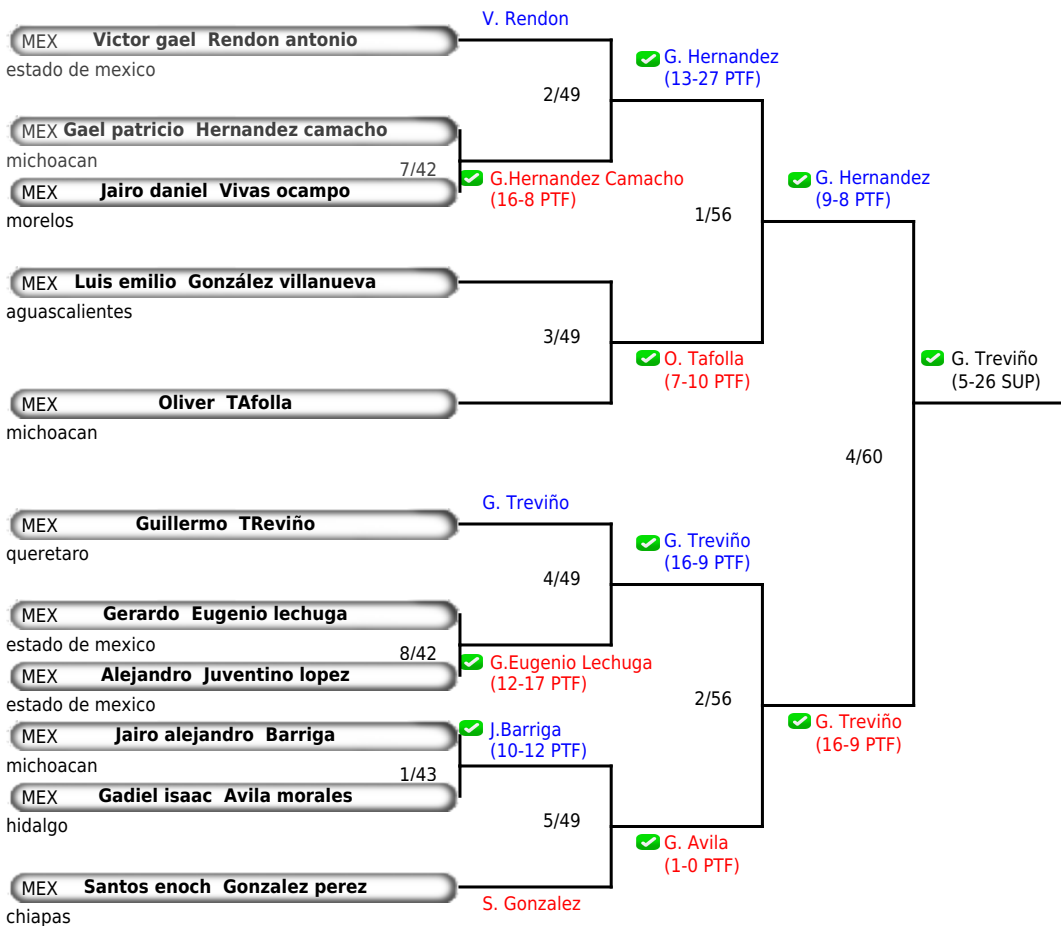 V. Rendon
MEX Victor gael Rendon antonio
estado de mexico
G. Hernandez
(13-27 PTF)
2/49
MEX Gael patricio Hernandez camacho
michoacan
7/42
G.Hernandez Camacho
(16-8 PTF)
MEX Jairo daniel Vivas ocampo
morelos
G. Hernandez
(9-8 PTF)
1/56
MEX Luis emilio González villanueva
aguascalientes
3/49
O. Tafolla
(7-10 PTF)
MEX Oliver TAfolla
michoacan
G. Treviño
(5-26 SUP)
4/60
G. Treviño
MEX Guillermo TReviño
queretaro
G. Treviño
(16-9 PTF)
4/49
MEX Gerardo Eugenio lechuga
estado de mexico
8/42
G.Eugenio Lechuga
(12-17 PTF)
MEX Alejandro Juventino lopez
estado de mexico
2/56
G. Treviño
(16-9 PTF)
MEX Jairo alejandro Barriga
michoacan
J.Barriga
(10-12 PTF)
1/43
MEX Gadiel isaac Avila morales
hidalgo
5/49
G. Avila
(1-0 PTF)
MEX Santos enoch Gonzalez perez
chiapas
S. Gonzalez